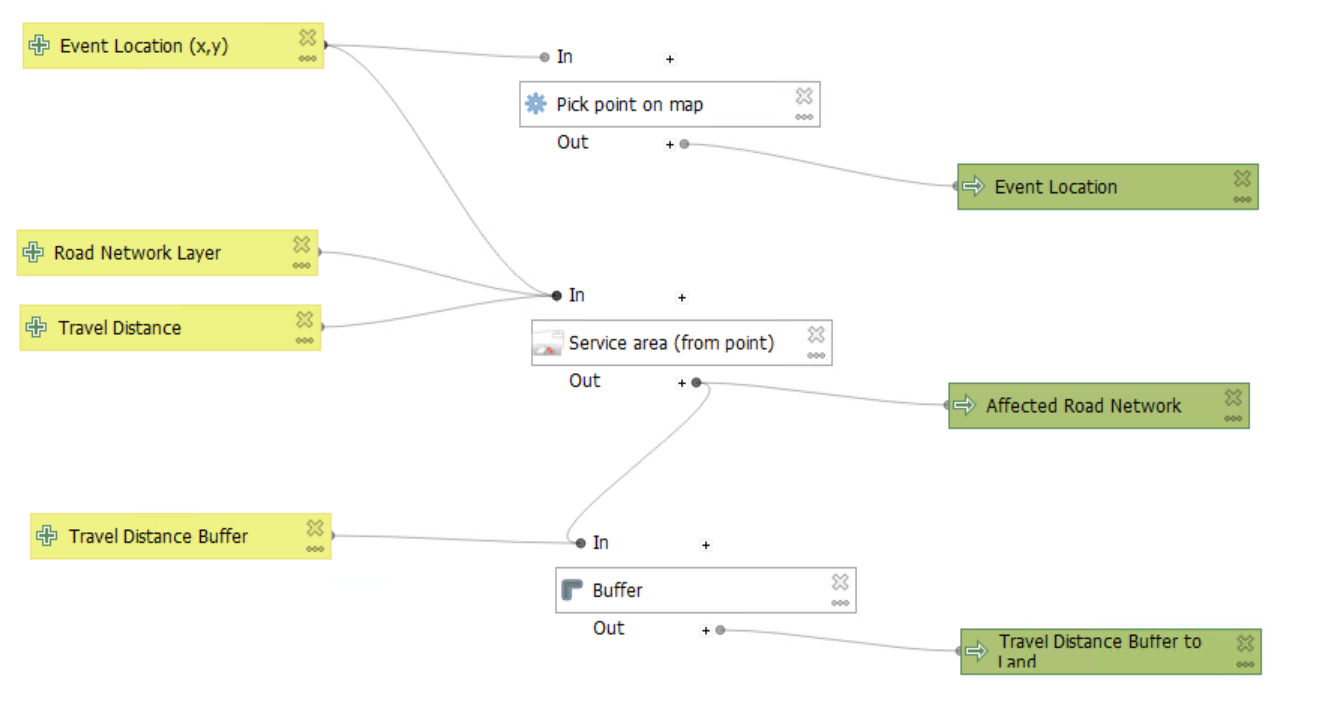 Event Location (x,y)
In
+
Pick point on map
Out
+
Event Location
Road Network Layer
Travel Distance
In
+
Service area (from point)
Out
+
Affected Road Network
Travel Distance Buffer
In
+
Buffer
Out
+
Travel Distance Buffer to
Land